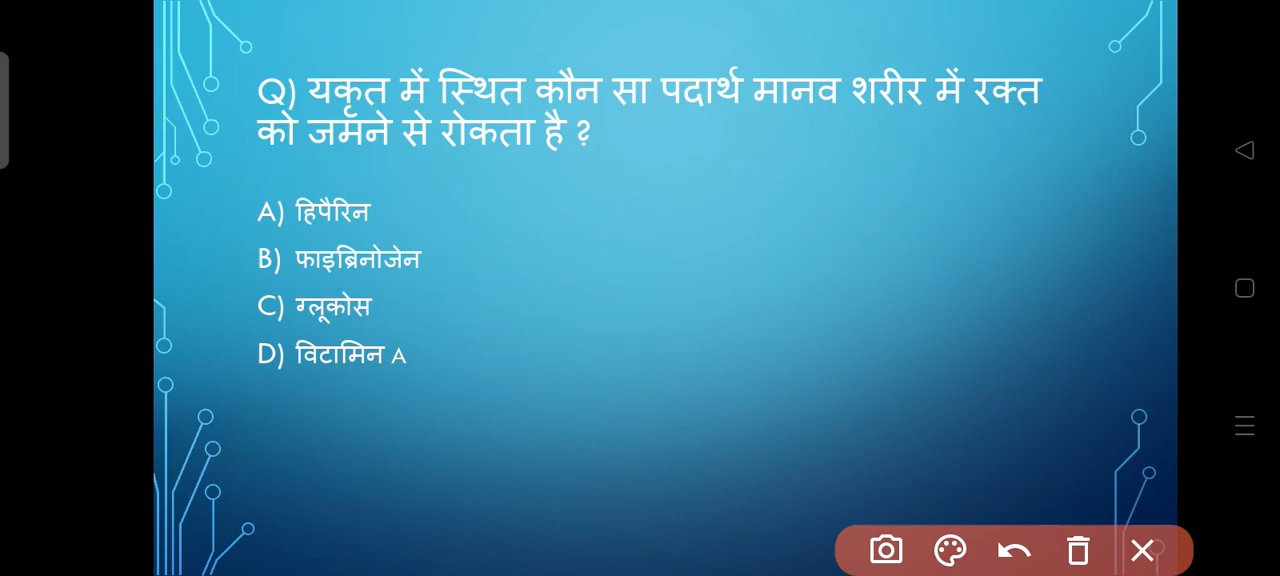 Q) यकृत में स्थित कौन सा पदार्थ मानव शरीर में रक्त
को जमने से रोकता है ?
A) हिपैरिन
B) फाइब्रिनोजेन
C) ग्लूकोस
D) विटामिन A